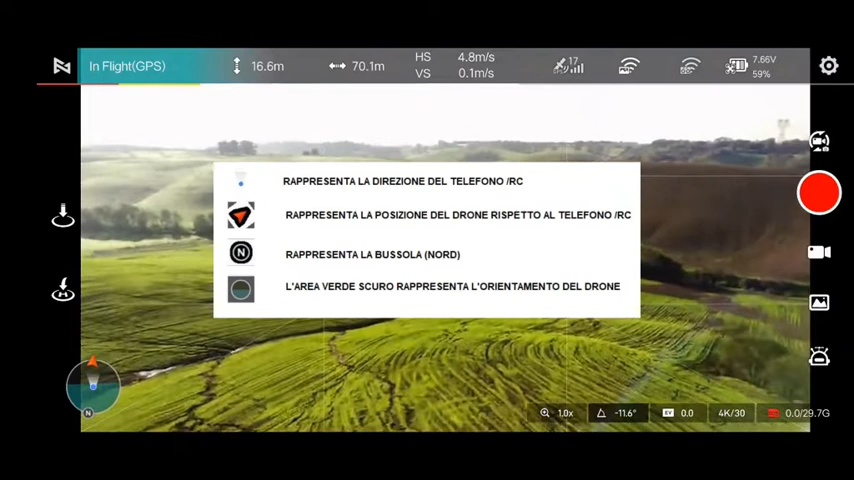 In Flight(GPS)
16.6m
70.1m
HS 4.8m/s
VS 0.1m/s
17
7.66V
59%
RAPPRESENTA LA DIREZIONE DEL TELEFONO /RC
RAPPRESENTA LA POSIZIONE DEL DRONE RISPETTO AL TELEFONO /RC
N
RAPPRESENTA LA BUSSOLA (NORD)
L'AREA VERDE SCURO RAPPRESENTA L'ORIENTAMENTO DEL DRONE
H
N
1.0x
-11.6°
EV 0.0
4K/30
0.0/29.7G